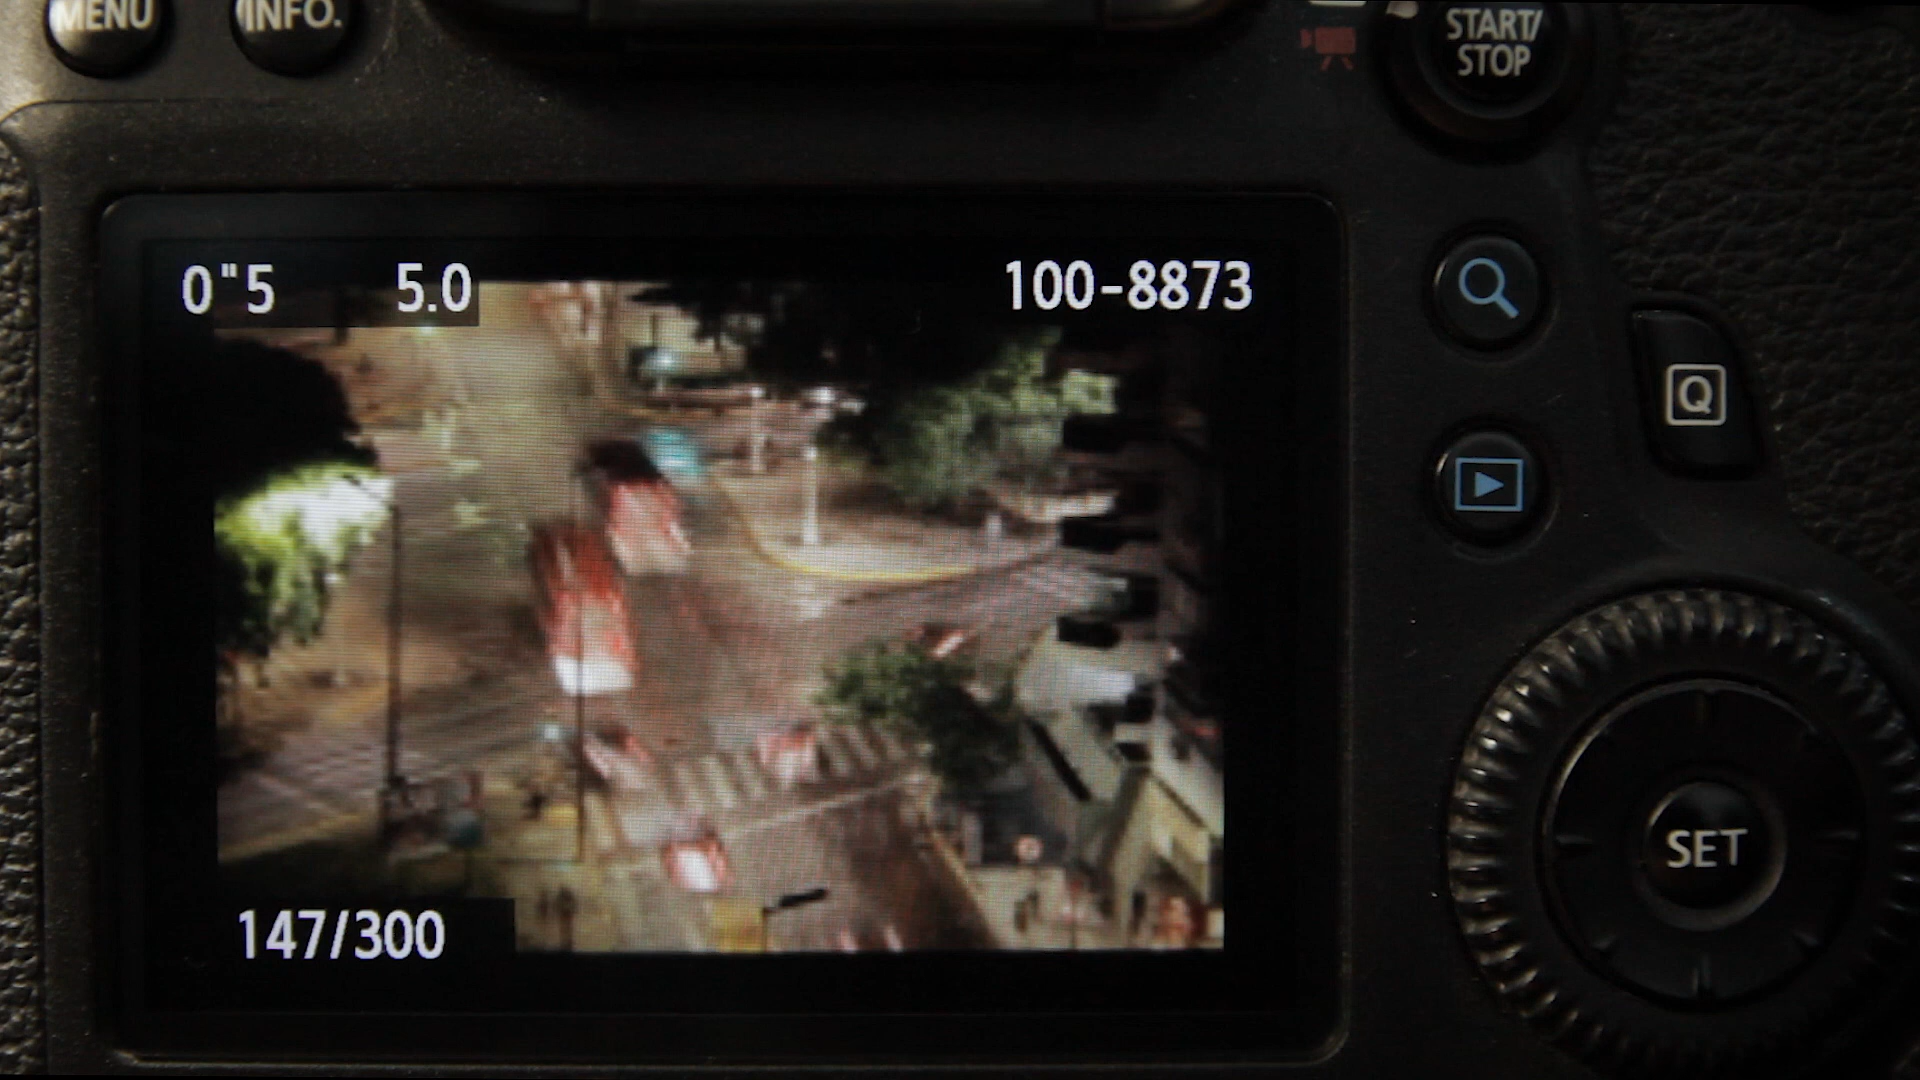 MENU
INFO.
START/
STOP
0"5 5.0 100-8873
Q
147/300
SET